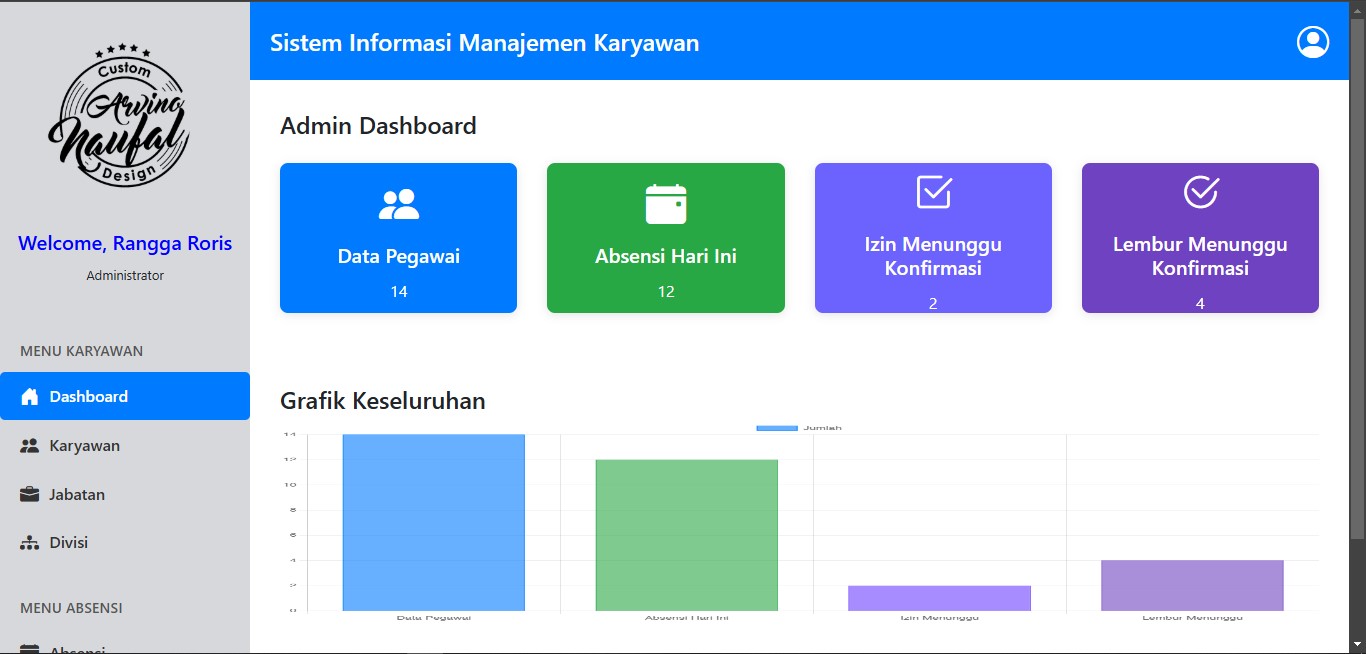 Custom
Arvino
Naufal
Design
Welcome, Rangga Roris
Administrator
MENU KARYAWAN
Dashboard
Karyawan
Jabatan
Divisi
MENU ABSENSI
Absensi
Sistem Informasi Manajemen Karyawan
Admin Dashboard
Data Pegawai
14
Absensi Hari Ini
12
Izin Menunggu
Konfirmasi
2
Lembur Menunggu
Konfirmasi
4
Grafik Keseluruhan
Jumlah
14
12
10
8
6
4
2
0
Data Pegawai
Absensi Hari Ini
Izin Menunggu
Lembur Menunggu